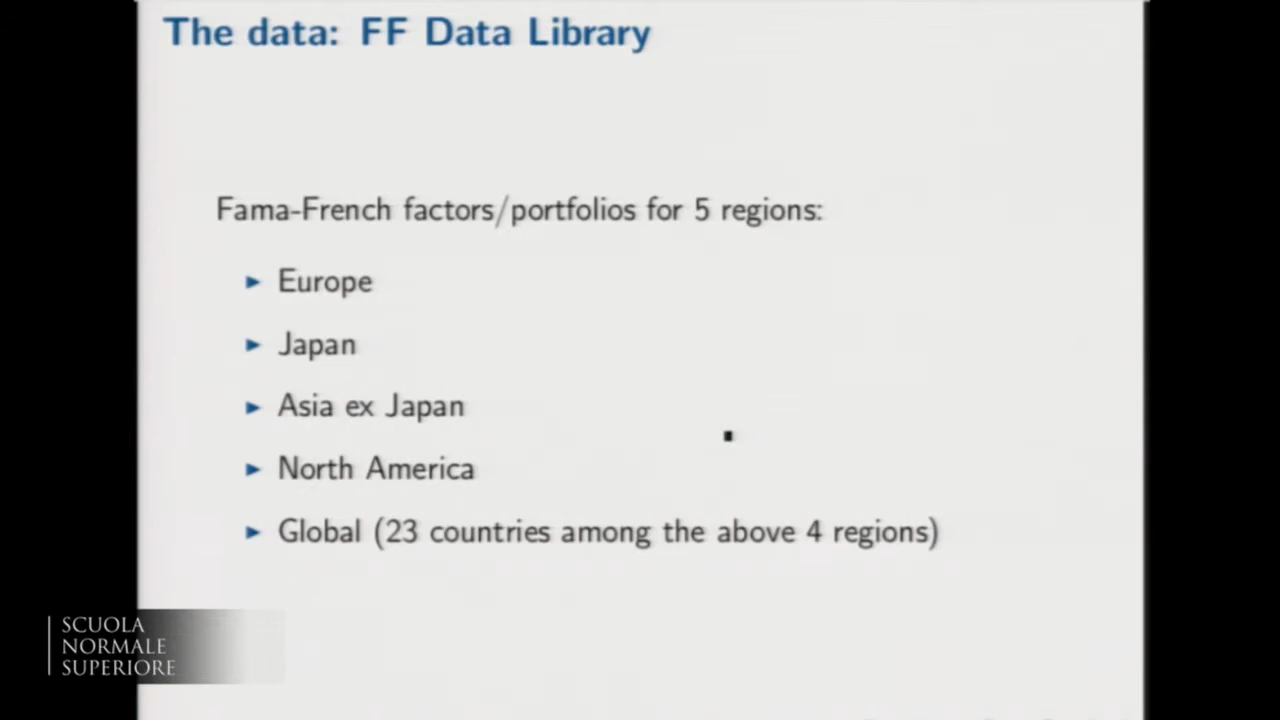 The data: FF Data Library
Fama-French factors/portfolios for 5 regions:
Europe
Japan
Asia ex Japan
North America
Global (23 countries among the above 4 regions)
SCUOLA
NORMALE
SUPERIORE